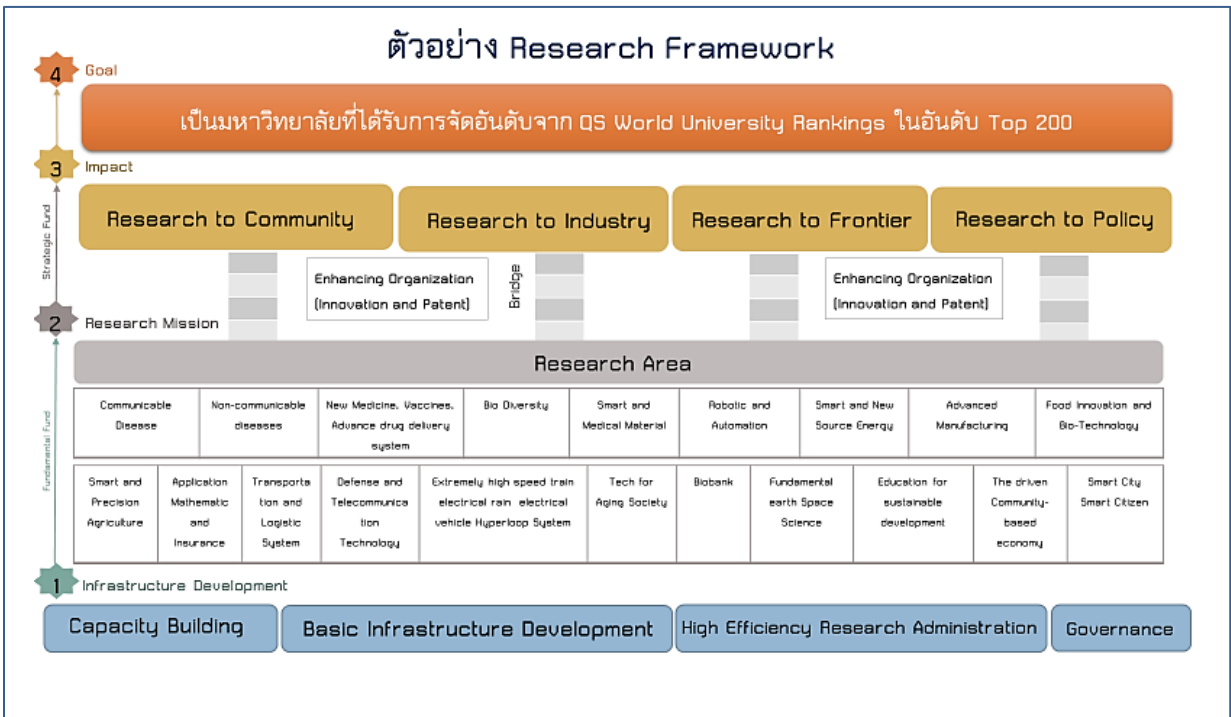 ตัวอย่าง Research Framework
4
Goal
เป็นมหาวิทยาลัยที่ได้รับการจัดอันดับจาก QS World University Rankings ในอันดับ Top 200
3
Impact
Research to Community
Research to Industry
Research to Frontier
Research to Policy
Strategic Fund
Enhancing Organization
(Innovation and Patent)
Bridge
Enhancing Organization
(Innovation and Patent)
2
Research Mission
Research Area
Communicable
Disease
Non-communicable
diseases
New Medicine, Vaccines,
Advance drug delivery
system
Bio Diversity
Smart and
Medical Material
Robotic and
Automation
Smart and New
Source Energy
Advanced
Manufacturing
Food Innovation and
Bio-Technology
Fundamental Fund
Smart and
Precision
Agriculture
Application
Mathematic
and
Insurance
Transporta
tion and
Logistic
System
Defense and
Telecommunica
tion
Technology
Extremely high speed train
electrical rain electrical
vehicle Hyperloop System
Tech for
Aging Society
Biobank
Fundamental
earth Space
Science
Education for
sustainable
development
The driven
Community-
based
economy
Smart City
Smart Citizen
1
Infrastructure Development
Capacity Building
Basic Infrastructure Development
High Efficiency Research Administration
Governance